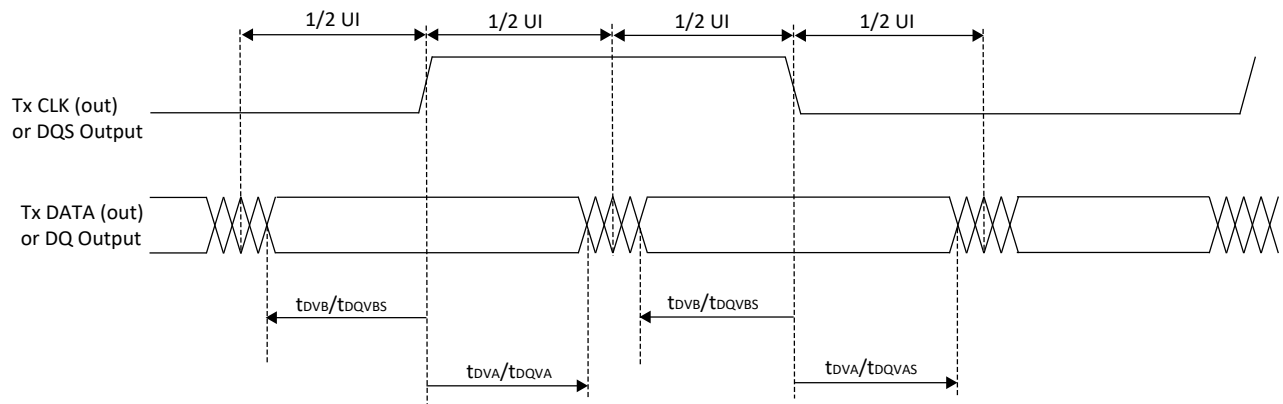 1/2 UI
1/2 UI
1/2 UI
1/2 UI
Tx CLK (out)
or DQS Output
Tx DATA (out)
or DQ Output
tDVB/tDQVBS
tDVB/tDQVBS
tDVA/tDQVA
tDVA/tDQVAS